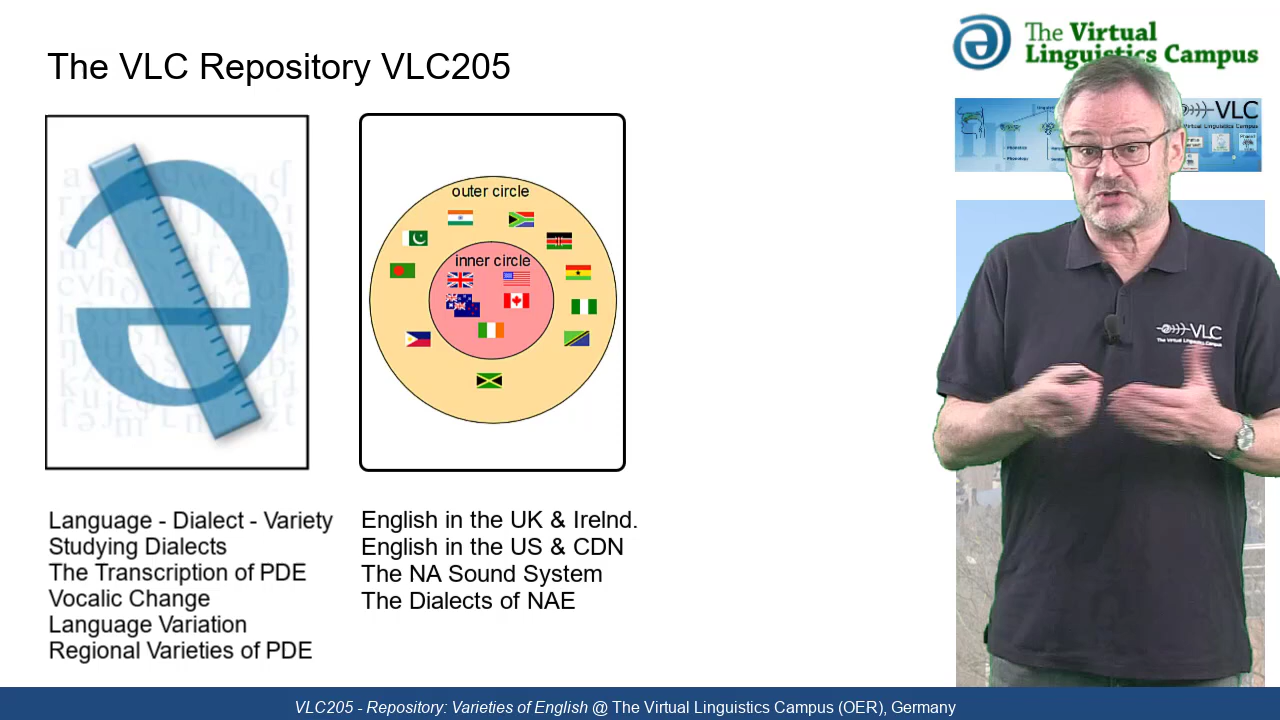 The VLC Repository VLC205
The Virtual
Linguistics Campus
VLC
The Virtual Linguistics Campus
outer circle
inner circle
VLC
The Virtual Linguistics Campus
Language - Dialect - Variety
Studying Dialects
The Transcription of PDE
Vocalic Change
Language Variation
Regional Varieties of PDE
English in the UK & Irelnd.
English in the US & CDN
The NA Sound System
The Dialects of NAE
VLC205 - Repository: Varieties of English @ The Virtual Linguistics Campus (OER), Germany